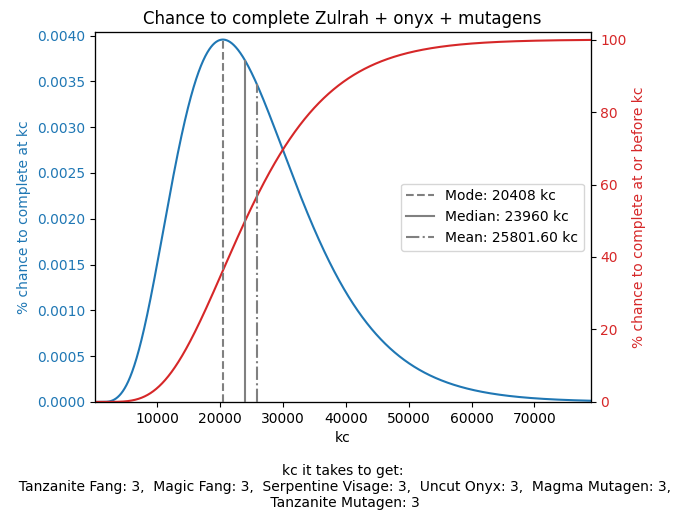 Chance to complete Zulrah + onyx + mutagens
% chance to complete at kc
0.0040
0.0035
0.0030
0.0025
0.0020
0.0015
0.0010
0.0005
0.0000
Mode: 20408 kc
Median: 23960 kc
Mean: 25801.60 kc
100
80
60
40
20
0
% chance to complete at or before kc
10000 20000 30000 40000 50000 60000 70000
kc
kc it takes to get:
Tanzanite Fang: 3, Magic Fang: 3, Serpentine Visage: 3, Uncut Onyx: 3, Magma Mutagen: 3,
Tanzanite Mutagen: 3